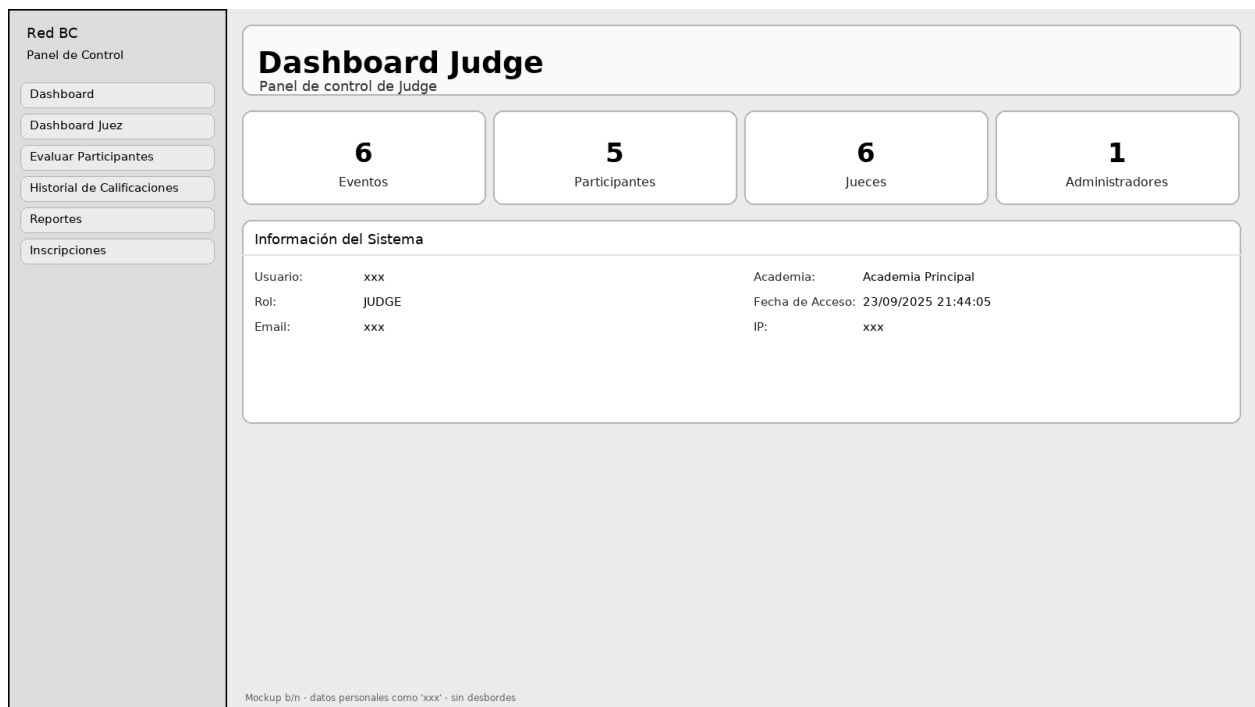 Red BC
Panel de Control
Dashboard
Dashboard Juez
Evaluar Participantes
Historial de Calificaciones
Reportes
Inscripciones
Dashboard Judge
Panel de control de Judge
6
Eventos
5
Participantes
6
Jueces
1
Administradores
Información del Sistema
Usuario: xxx
Rol: JUDGE
Email: xxx
Academia: Academia Principal
Fecha de Acceso: 23/09/2025 21:44:05
IP: xxx
Mockup b/n · datos personales como 'xxx' · sin desbordes